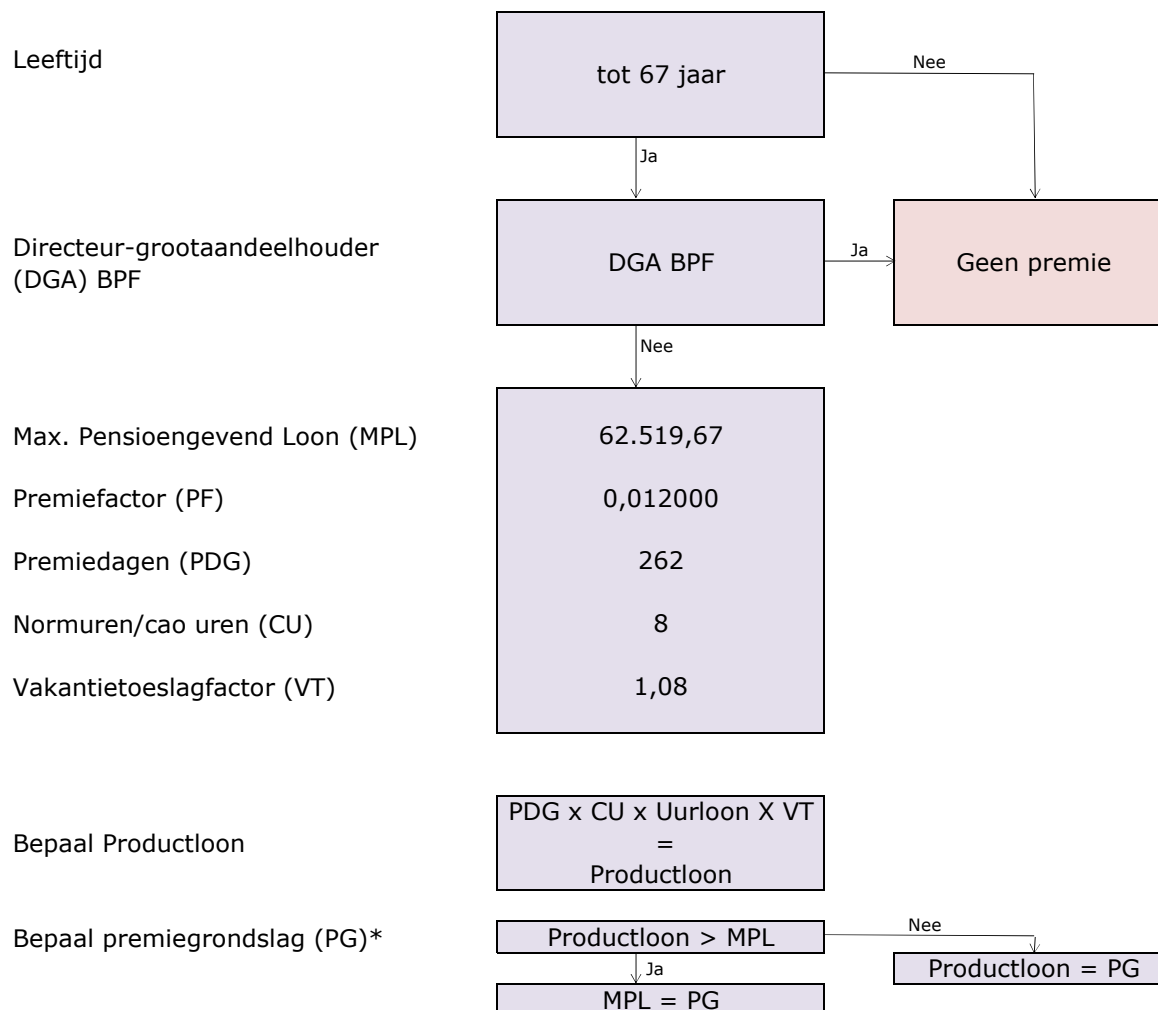 Leeftijd
tot 67 jaar
Nee
Ja
Directeur-grootaandeelhouder
(DGA) BPF
DGA BPF
Ja
Geen premie
Nee
Max. Pensioengevend Loon (MPL)
62.519,67
Premiefactor (PF)
0,012000
Premiedagen (PDG)
262
Normuren/cao uren (CU)
8
Vakantietoeslagfactor (VT)
1,08
Bepaal Productloon
PDG x CU x Uurloon X VT
=
Productloon
Bepaal premiegrondslag (PG)*
Productloon > MPL
Nee
Ja
Productloon = PG
MPL = PG